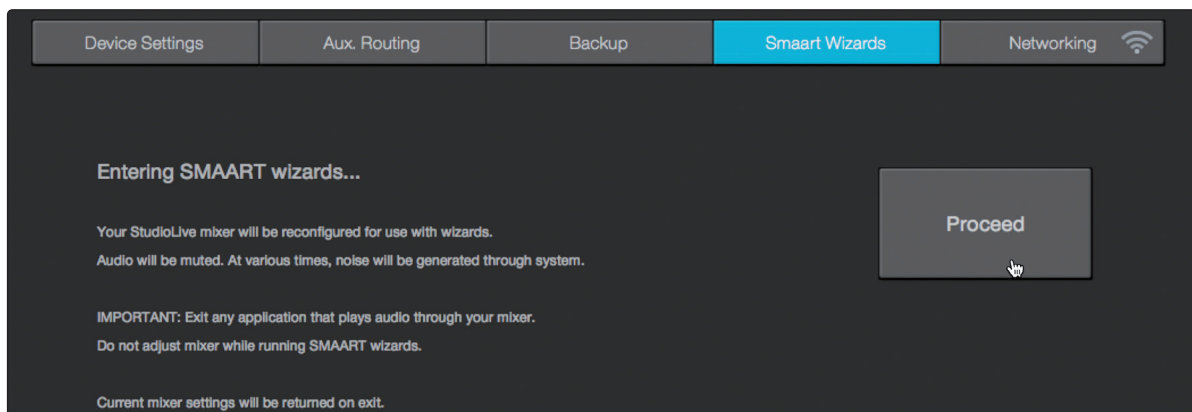 Device Settings Aux. Routing Backup Smaart Wizards Networking
Entering SMAART wizards...
Proceed
Your StudioLive mixer will be reconfigured for use with wizards.
Audio will be muted. At various times, noise will be generated through system.
IMPORTANT: Exit any application that plays audio through your mixer.
Do not adjust mixer while running SMAART wizards.
Current mixer settings will be returned on exit.